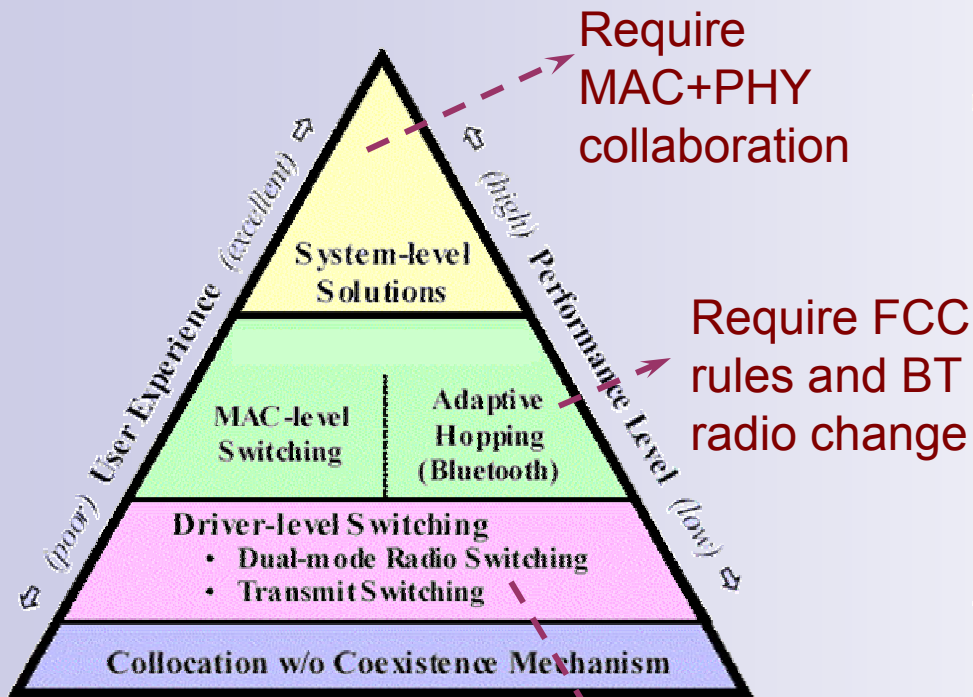 Require
MAC+PHY
collaboration
(poor) User Experience (excellent)
(high) Performance Level (low)
System-level
Solutions
Require FCC
rules and BT
radio change
MAC-level
Switching
Adaptive
Hopping
(Bluetooth)
Driver-level Switching
• Dual-mode Radio Switching
• Transmit Switching
Collocation w/o Coexistence Mechanism